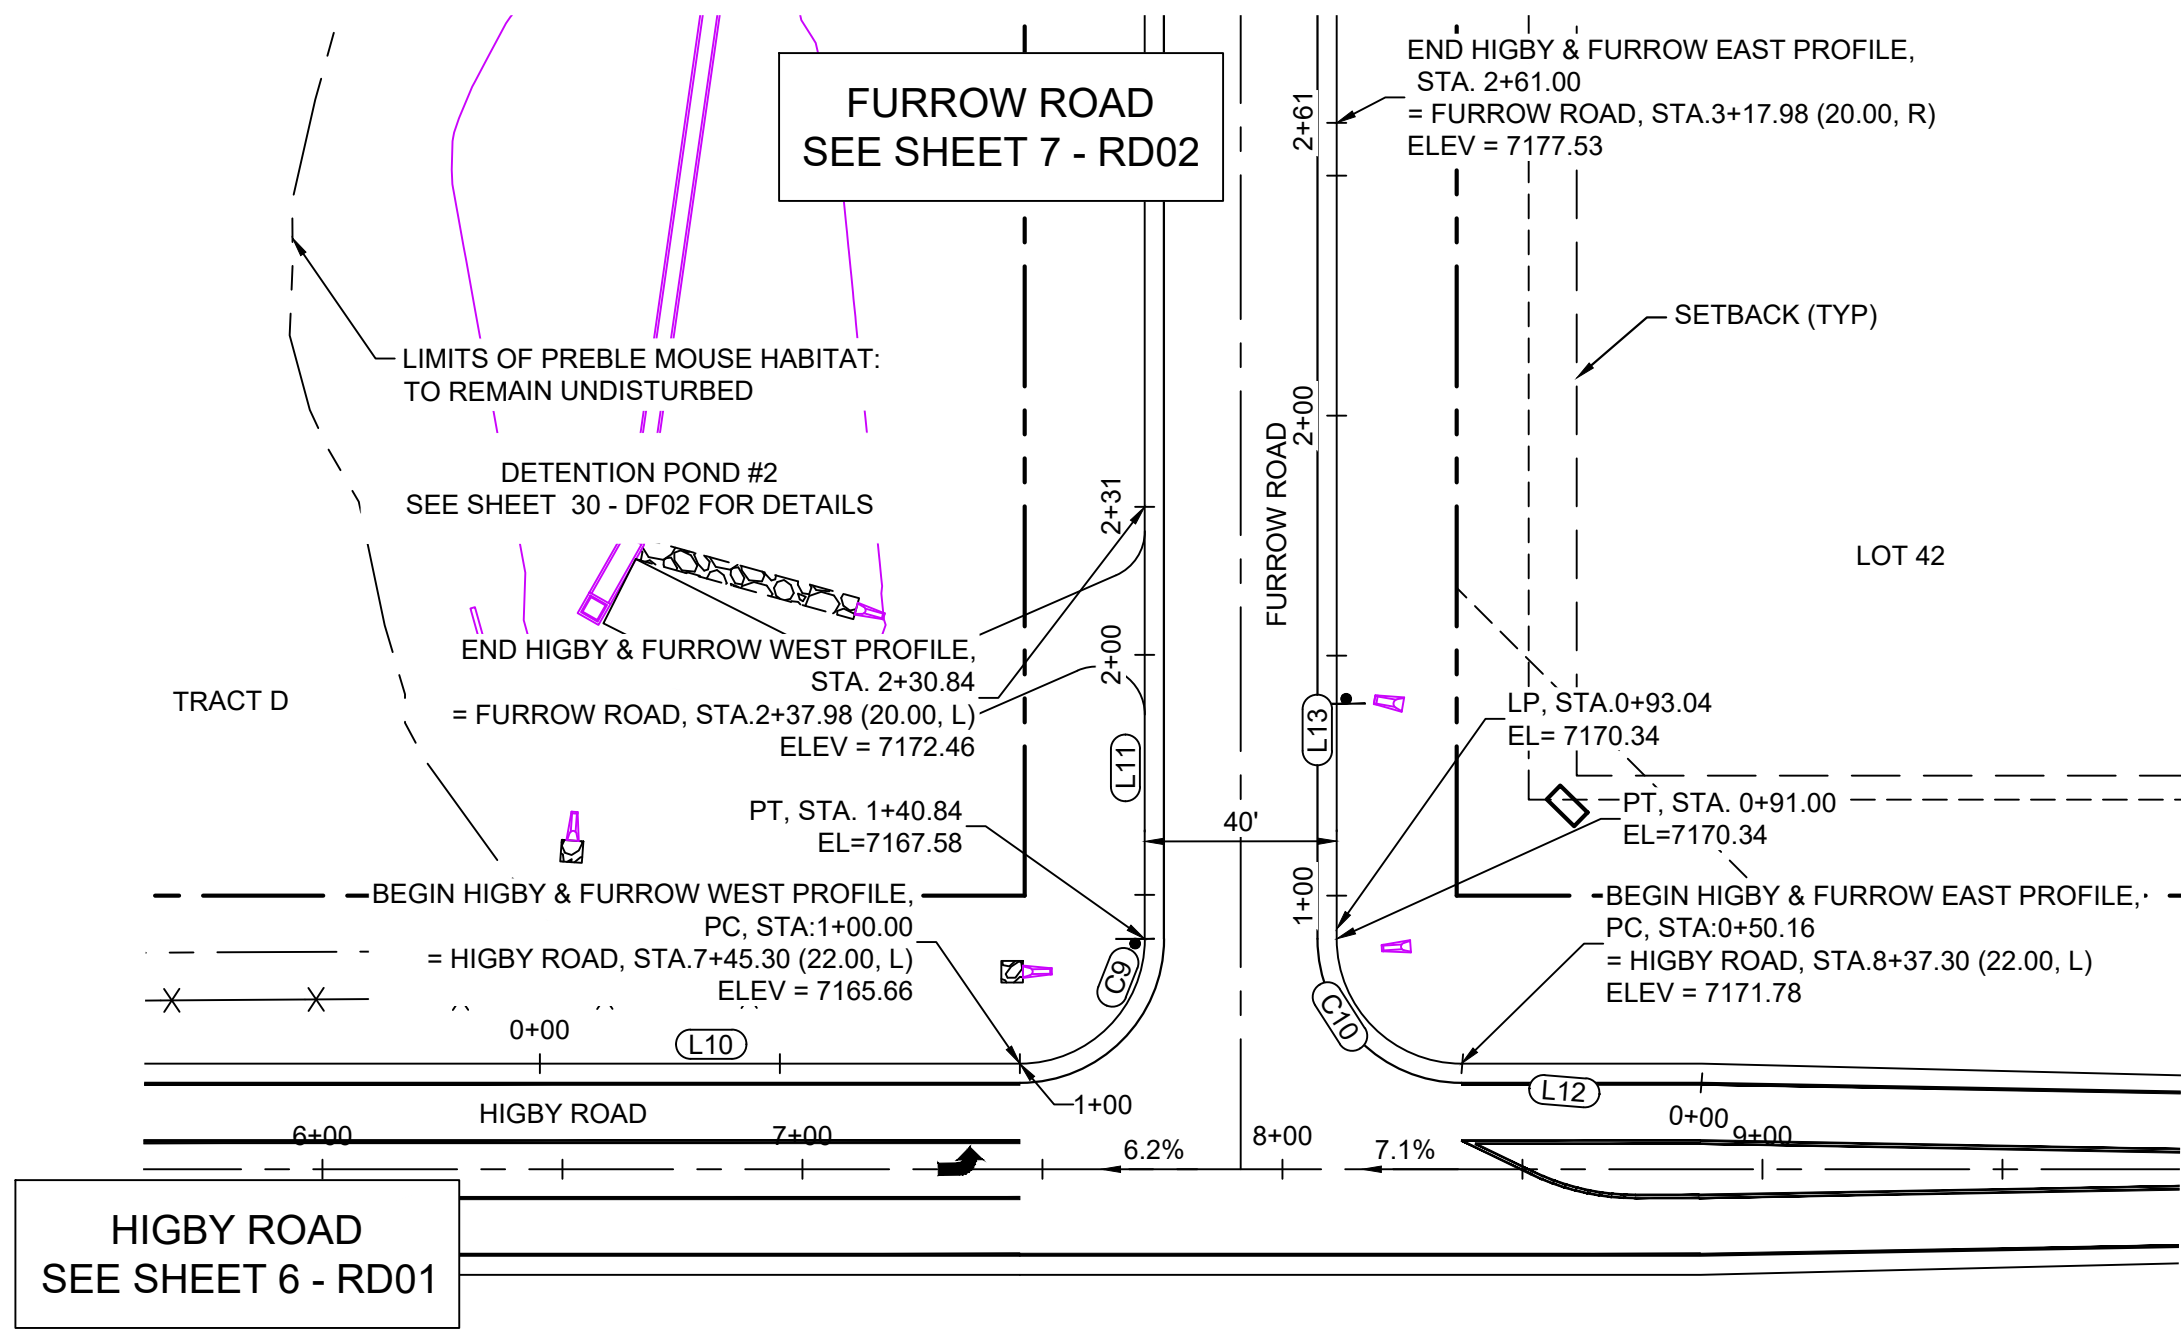 END HIGBY & FURROW EAST PROFILE,
STA. 2+61.00
= FURROW ROAD, STA.3+17.98 (20.00, R)
ELEV = 7177.53
FURROW ROAD
SEE SHEET 7 - RD02
2+61
SETBACK (TYP)
LIMITS OF PREBLE MOUSE HABITAT:
TO REMAIN UNDISTURBED
2+00
FURROW ROAD
DETENTION POND #2
SEE SHEET 30 - DF02 FOR DETAILS
2+31
LOT 42
END HIGBY & FURROW WEST PROFILE,
STA. 2+30.84
= FURROW ROAD, STA.2+37.98 (20.00, L)
ELEV = 7172.46
2+00
TRACT D
LP, STA.0+93.04
EL= 7170.34
L13
L11
PT, STA. 1+40.84
EL=7167.58
40'
PT, STA. 0+91.00
EL=7170.34
1+00
BEGIN HIGBY & FURROW WEST PROFILE,
PC, STA:1+00.00
= HIGBY ROAD, STA.7+45.30 (22.00, L)
ELEV = 7165.66
BEGIN HIGBY & FURROW EAST PROFILE,
PC, STA:0+50.16
= HIGBY ROAD, STA.8+37.30 (22.00, L)
ELEV = 7171.78
C9
C10
0+00
L10
L12
1+00
HIGBY ROAD
0+00
6+00
7+00
6.2%
8+00
7.1%
9+00
HIGBY ROAD
SEE SHEET 6 - RD01